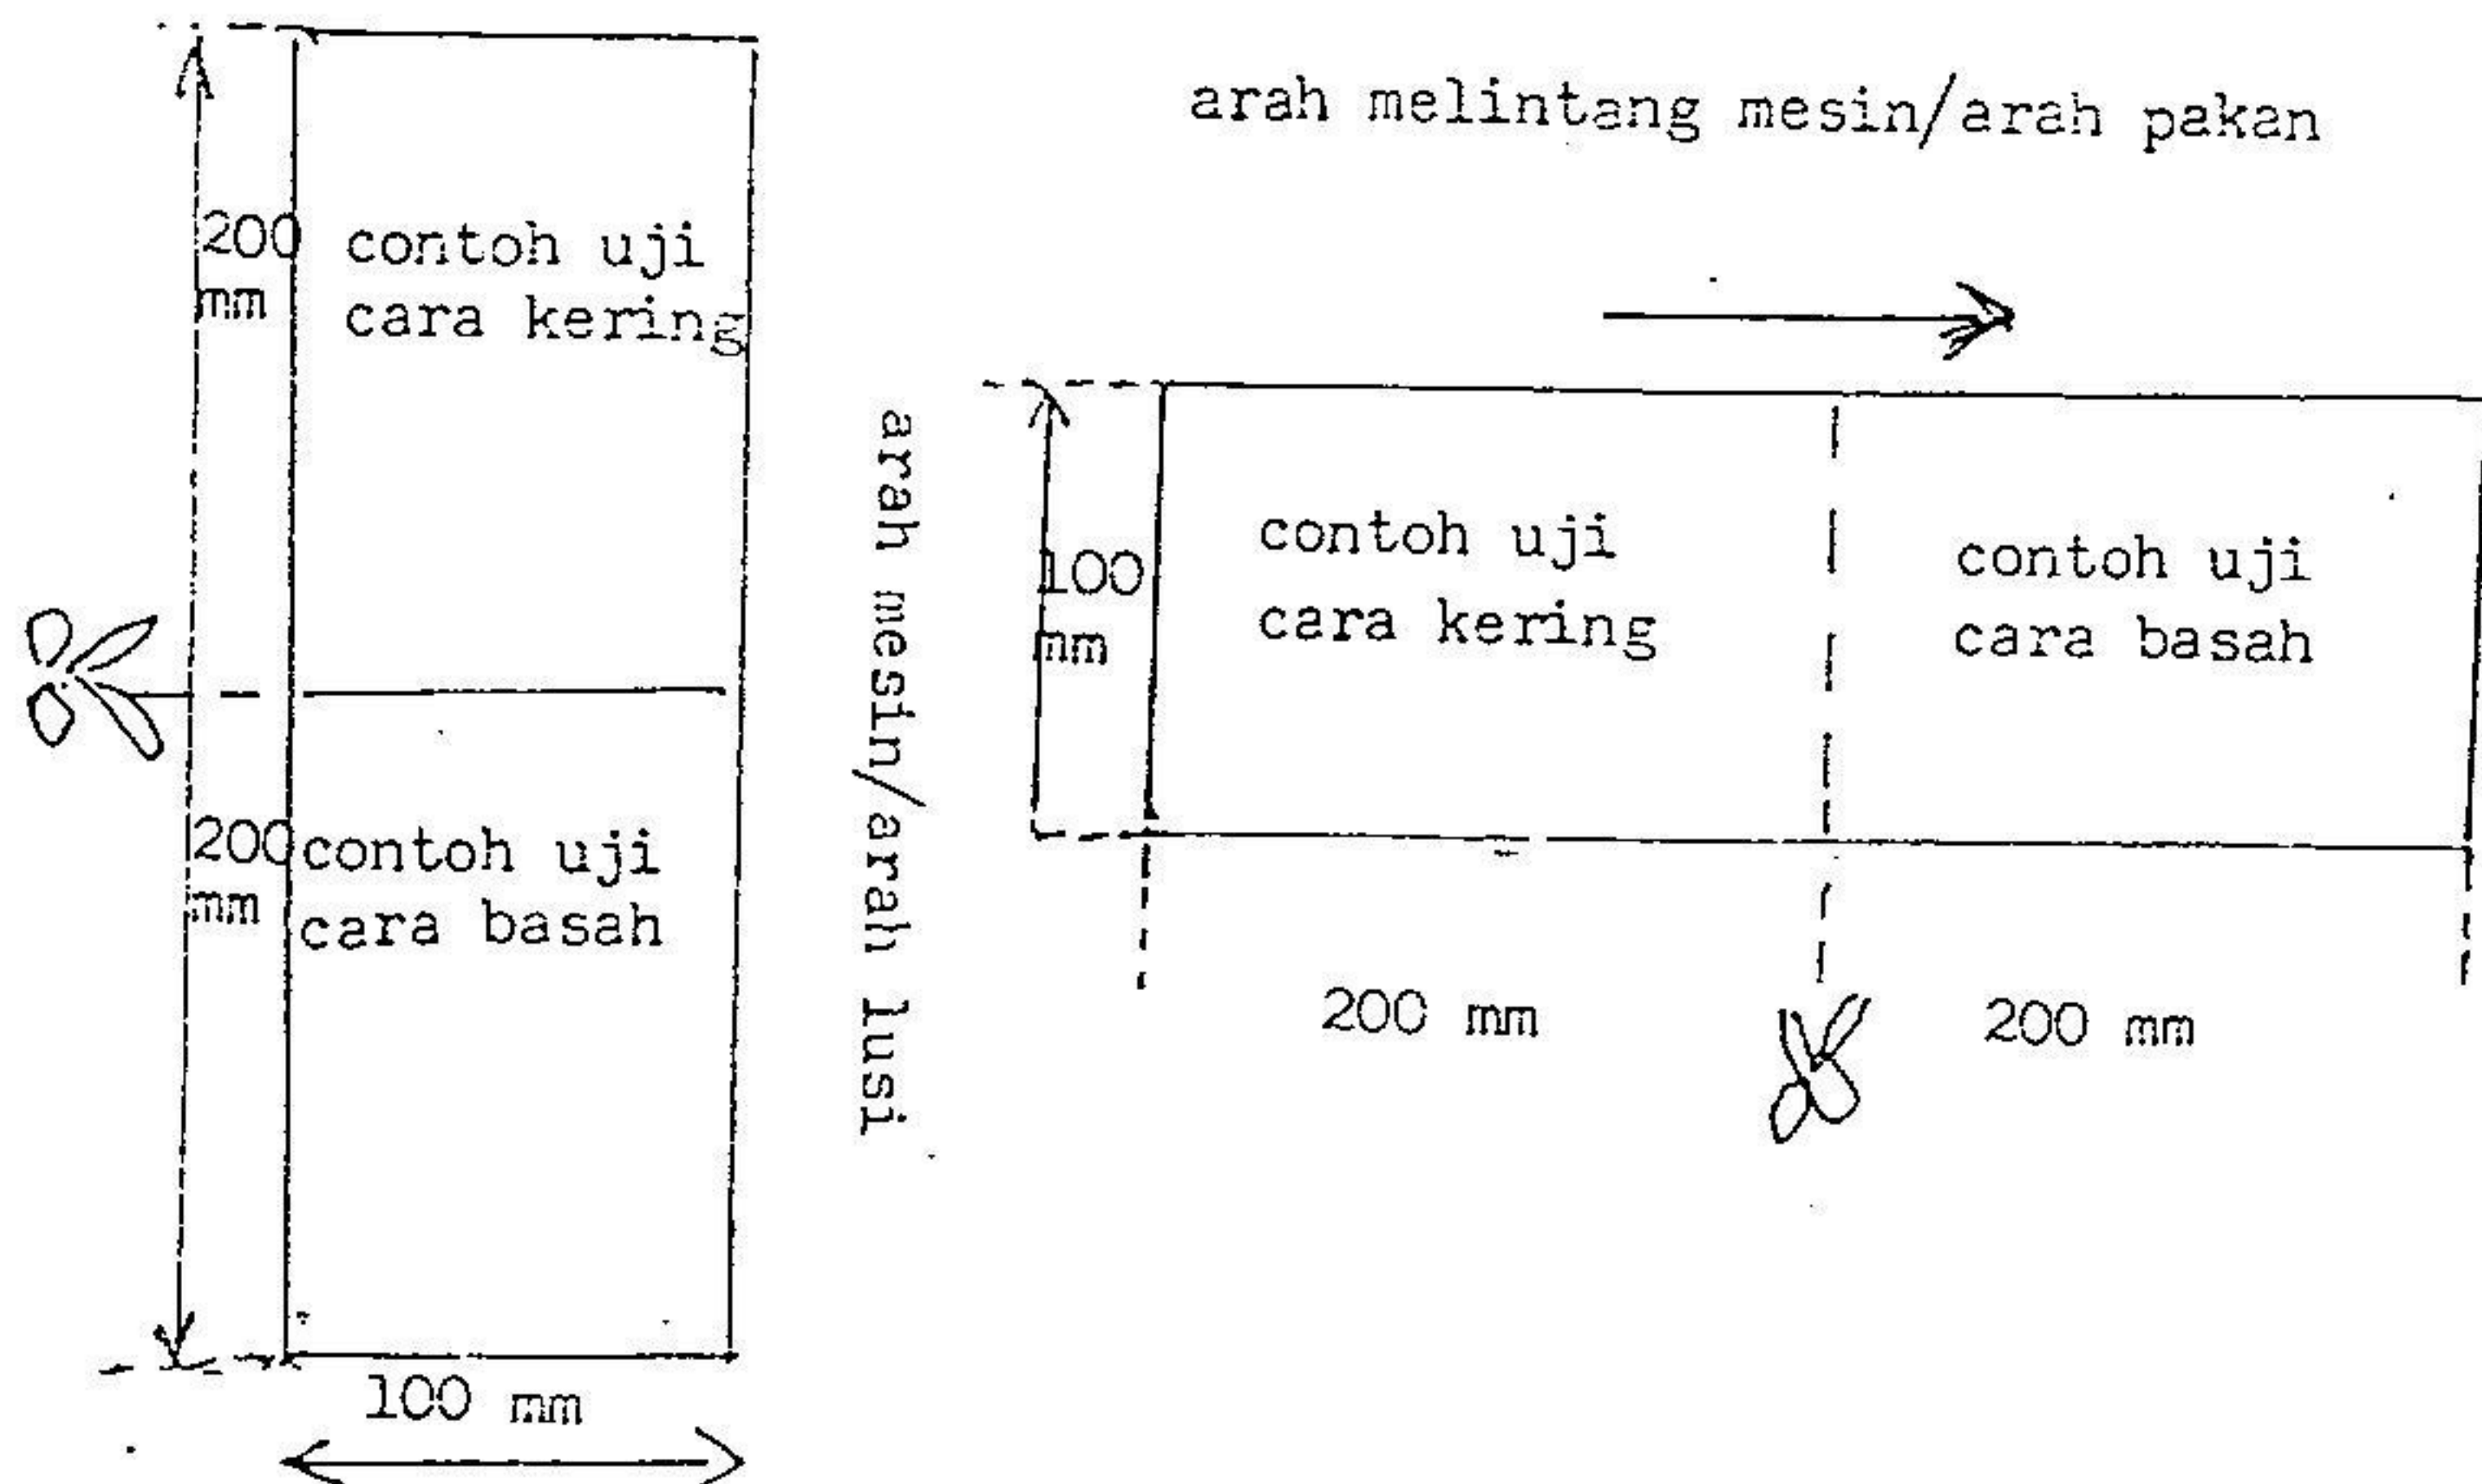 200
mm
contoh uji
cara kering
200
mm
contoh uji
cara basah
100 mm
arah mesin/arah lusi
arah melintang mesin/arah pakan
100
mm
contoh uji
cara kering
contoh uji
cara basah
200 mm
200 mm